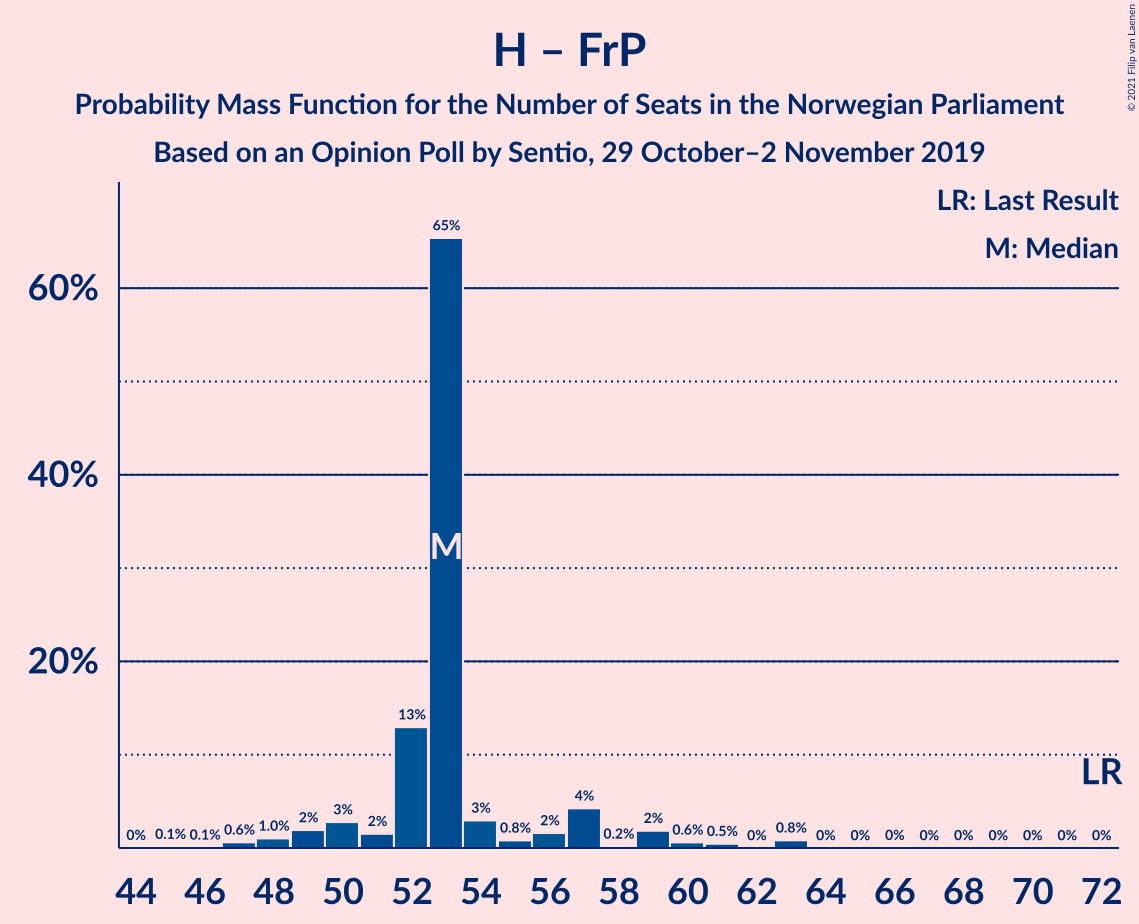 H – FrP
Probability Mass Function for the Number of Seats in the Norwegian Parliament
Based on an Opinion Poll by Sentio, 29 October–2 November 2019
© 2021 Filip van Laenen
LR: Last Result
M: Median
60%
40%
20%
0% 0.1% 0.1% 0.6% 1.0% 2% 3% 2% 13% 65% 3% 0.8% 2% 4% 0.2% 2% 0.6% 0.5% 0% 0.8% 0% 0% 0% 0% 0% 0% 0% 0% 0%
M
LR
44 46 48 50 52 54 56 58 60 62 64 66 68 70 72